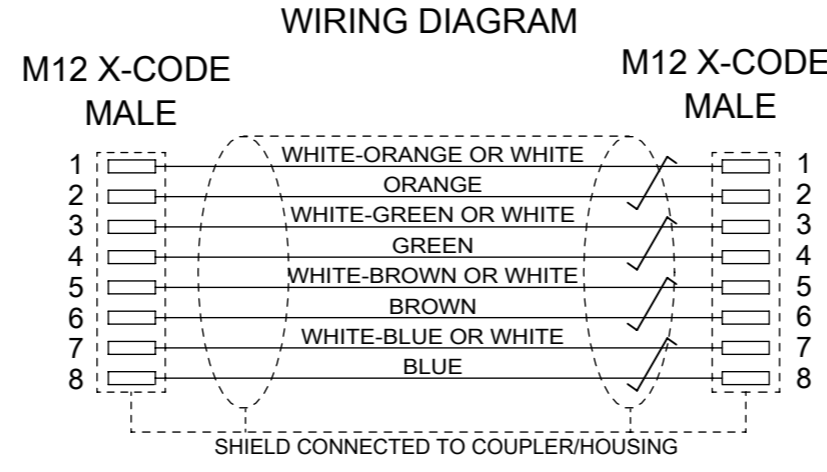 WIRING DIAGRAM
M12 X-CODE
MALE
M12 X-CODE
MALE
1 WHITE-ORANGE OR WHITE 1
2 ORANGE 2
3 WHITE-GREEN OR WHITE 3
4 GREEN 4
5 WHITE-BROWN OR WHITE 5
6 BROWN 6
7 WHITE-BLUE OR WHITE 7
8 BLUE 8
SHIELD CONNECTED TO COUPLER/HOUSING